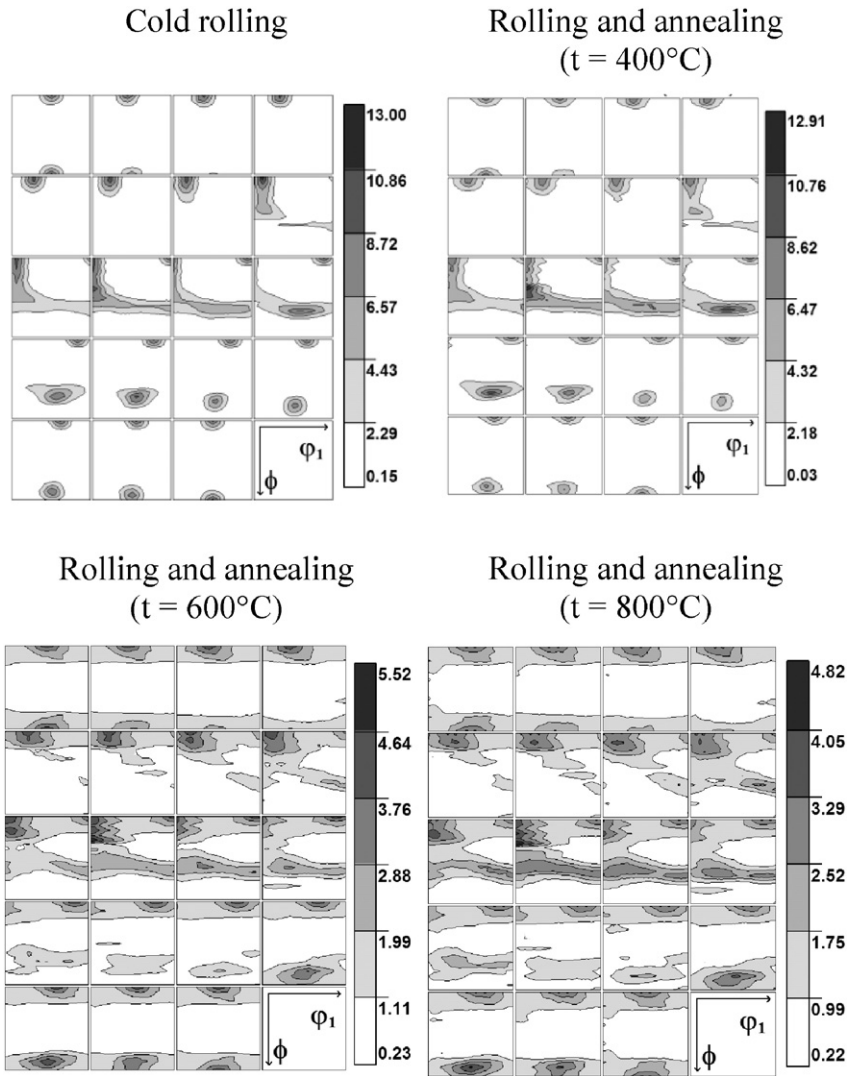 Cold rolling
13.00
10.86
8.72
6.57
4.43
2.29
0.15
φ₁
ϕ
Rolling and annealing
(t = 400°C)
12.91
10.76
8.62
6.47
4.32
2.18
0.03
φ₁
ϕ
Rolling and annealing
(t = 600°C)
5.52
4.64
3.76
2.88
1.99
1.11
0.23
φ₁
ϕ
Rolling and annealing
(t = 800°C)
4.82
4.05
3.29
2.52
1.75
0.99
0.22
φ₁
ϕ